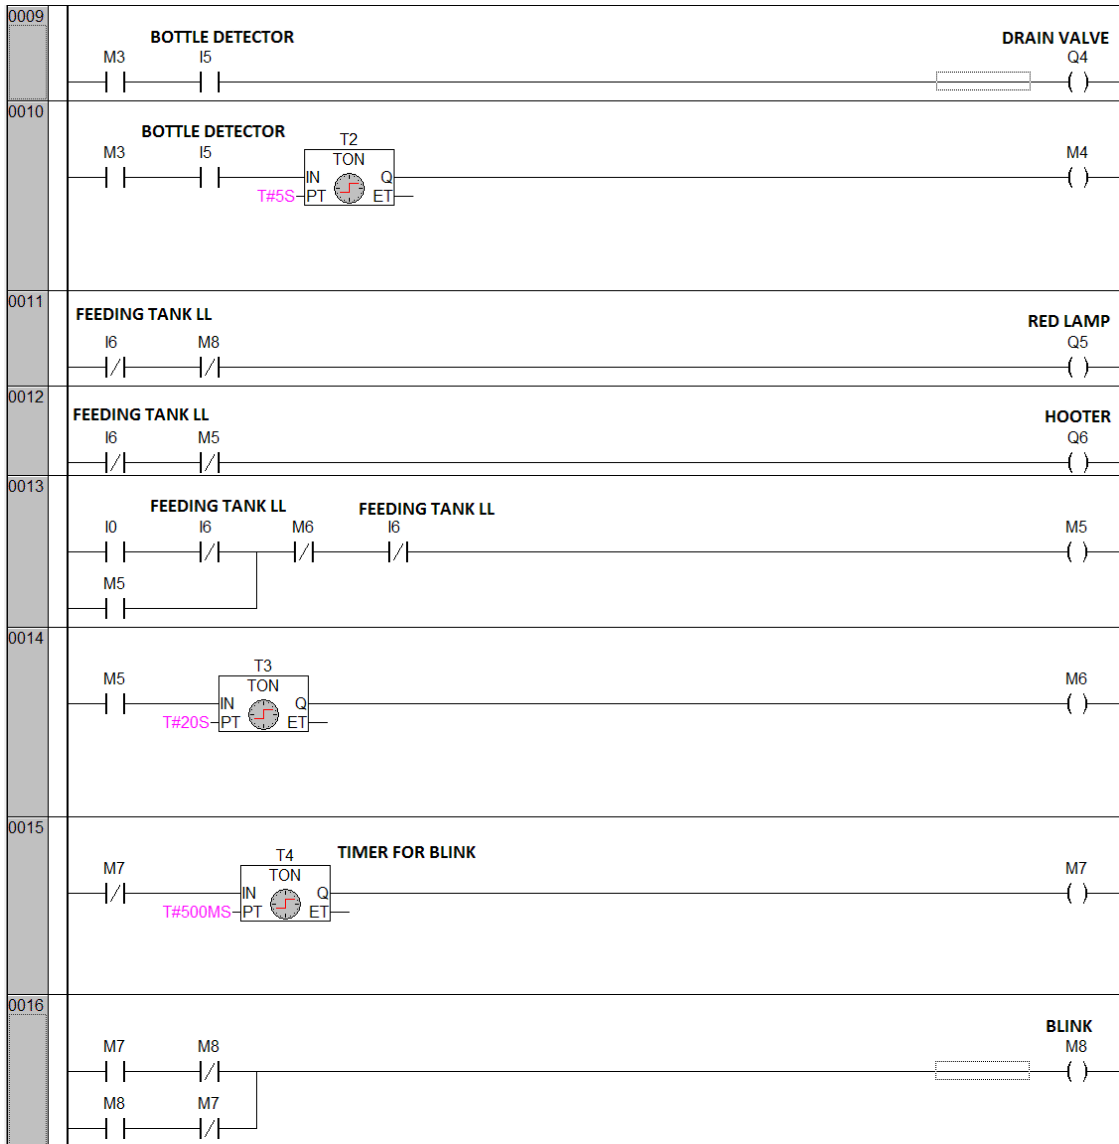 0009
BOTTLE DETECTOR DRAIN VALVE
M3 I5 Q4
0010
BOTTLE DETECTOR T2
M3 I5 TON M4
IN Q
T#5S PT ET
0011
FEEDING TANK LL RED LAMP
I6 M8 Q5
0012
FEEDING TANK LL HOOTER
I6 M5 Q6
0013
FEEDING TANK LL FEEDING TANK LL
I0 I6 M6 I6 M5
M5
0014
T3
M5 TON M6
IN Q
T#20S PT ET
0015
T4 TIMER FOR BLINK
M7 TON M7
IN Q
T#500MS PT ET
0016
BLINK
M7 M8 M8
M8 M7